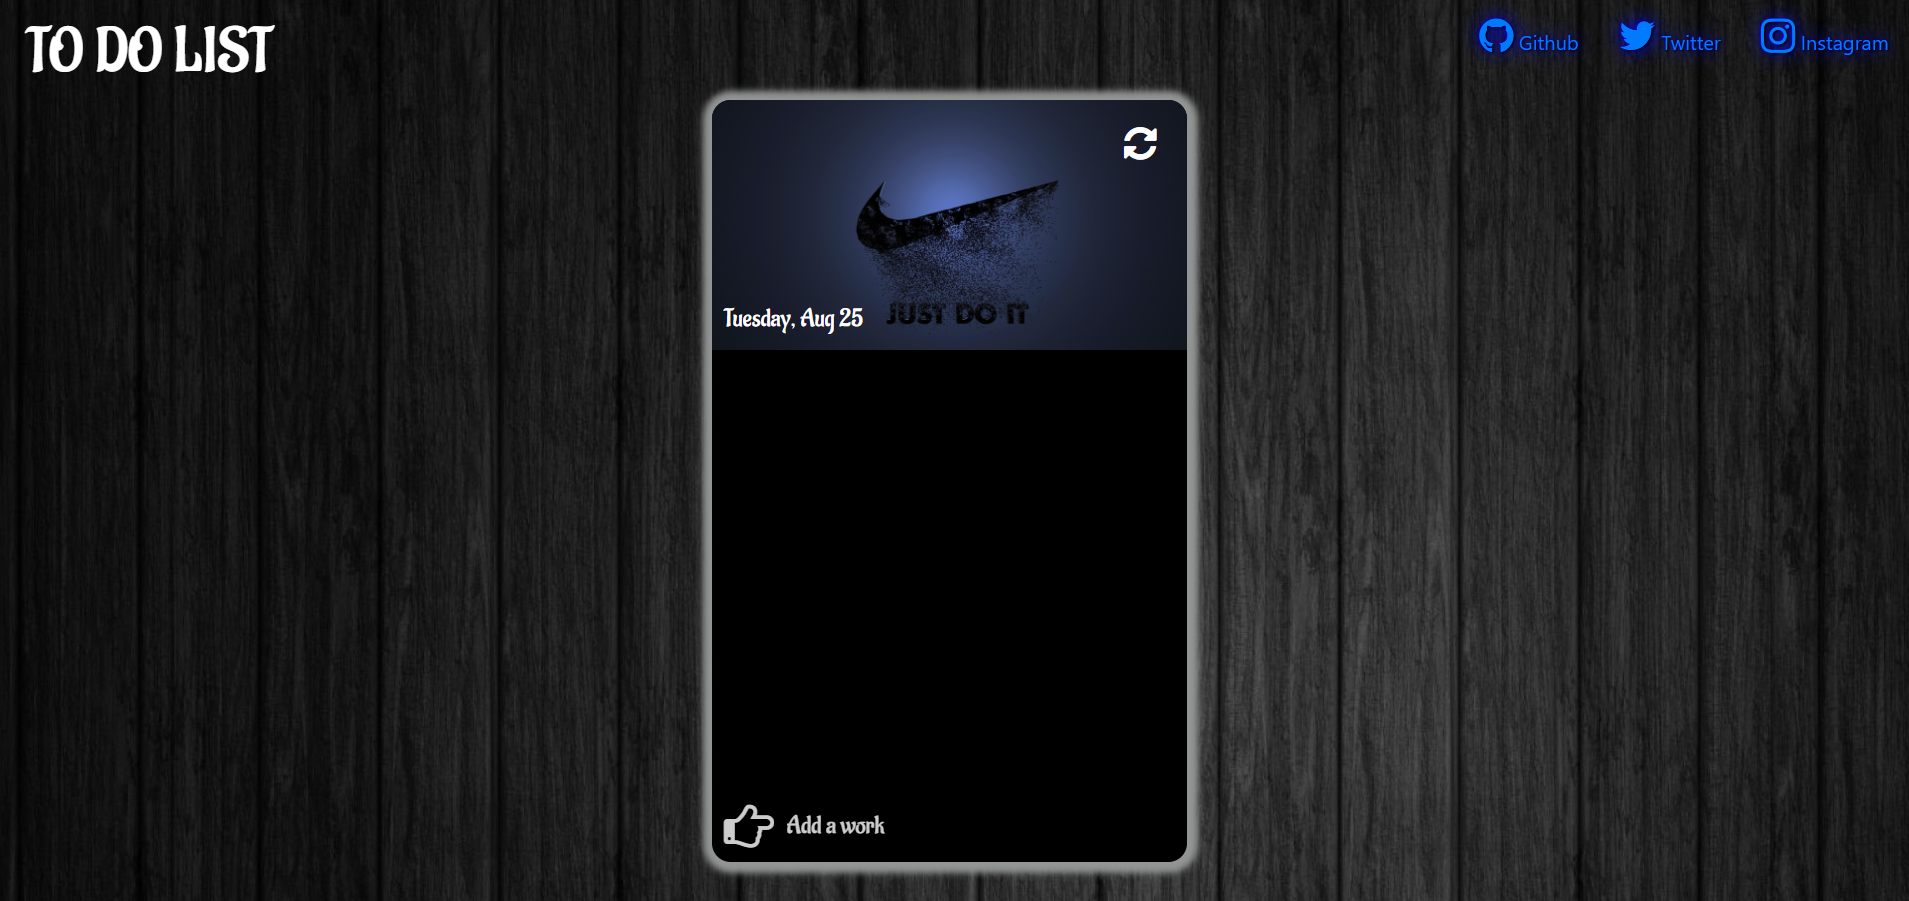 TO DO LIST
Github
Twitter
Instagram
Tuesday, Aug 25
JUST DO IT
Add a work